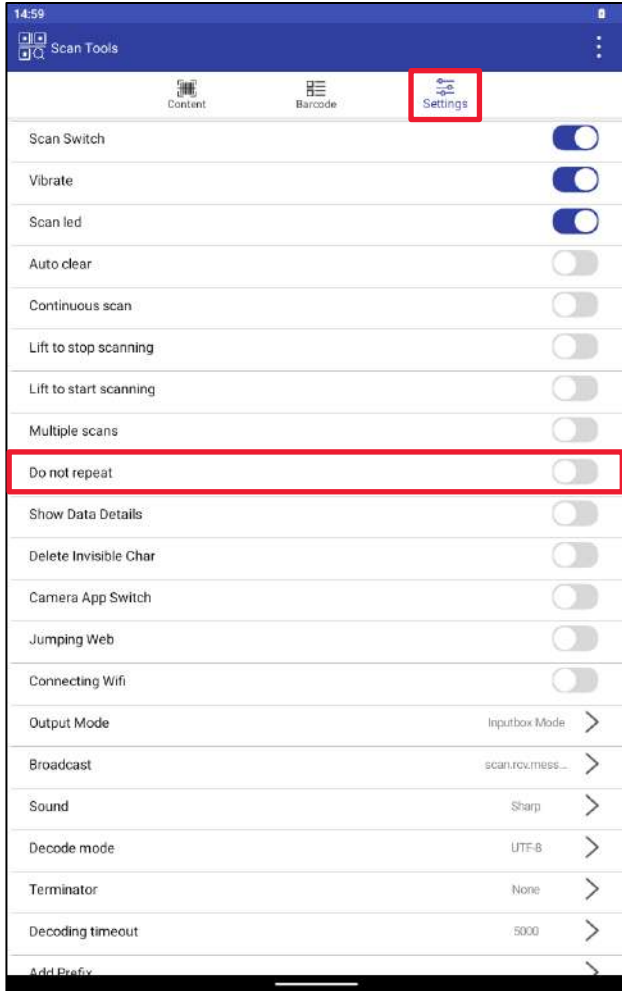 14:59
Scan Tools
Content Barcode Settings
Scan Switch
Vibrate
Scan led
Auto clear
Continuous scan
Lift to stop scanning
Lift to start scanning
Multiple scans
Do not repeat
Show Data Details
Delete Invisible Char
Camera App Switch
Jumping Web
Connecting Wifi
Output Mode Inputbox Mode
Broadcast scan.rcv.mess...
Sound Sharp
Decode mode UTF-8
Terminator None
Decoding timeout 5000
Add Prefix